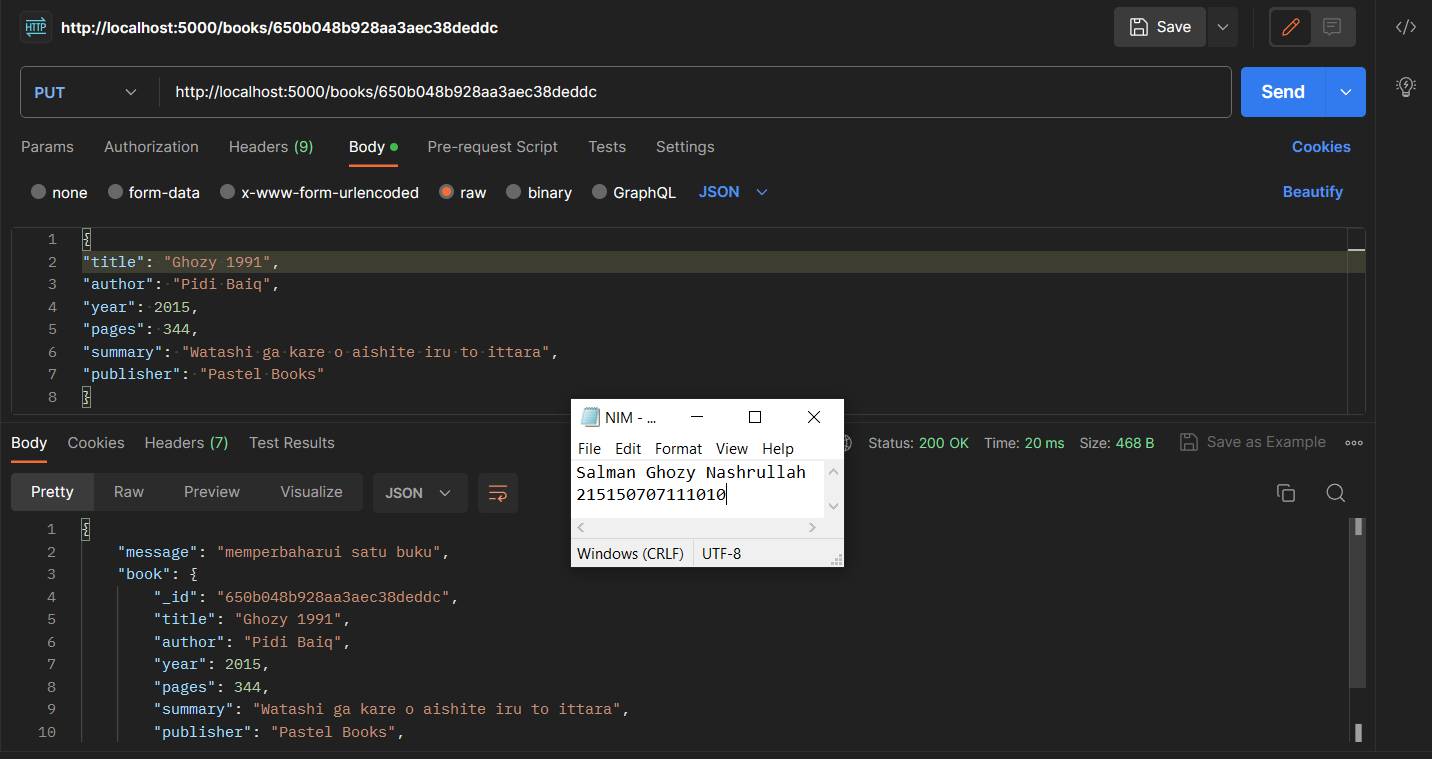 HTTP http://localhost:5000/books/650b048b928aa3aec38deddc Save
PUT http://localhost:5000/books/650b048b928aa3aec38deddc Send
Params Authorization Headers (9) Body Pre-request Script Tests Settings Cookies
none form-data x-www-form-urlencoded raw binary GraphQL JSON Beautify
1 {
2 "title": "Ghozy 1991",
3 "author": "Pidi Baiq",
4 "year": 2015,
5 "pages": 344,
6 "summary": "Watashi ga kare o aishite iru to ittara",
7 "publisher": "Pastel Books"
8 }
NIM - ...
File Edit Format View Help
Salman Ghozy Nashrullah
215150707111010
Windows (CRLF) UTF-8
Body Cookies Headers (7) Test Results Status: 200 OK Time: 20 ms Size: 468 B Save as Example
Pretty Raw Preview Visualize JSON
1 {
2 "message": "memperbaharui satu buku",
3 "book": {
4 "_id": "650b048b928aa3aec38deddc",
5 "title": "Ghozy 1991",
6 "author": "Pidi Baiq",
7 "year": 2015,
8 "pages": 344,
9 "summary": "Watashi ga kare o aishite iru to ittara",
10 "publisher": "Pastel Books",